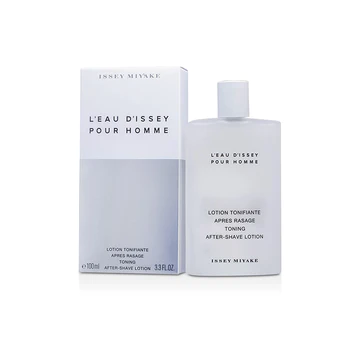 ISSEY MIYAKE
L'EAU D'ISSEY
POUR HOMME
LOTION TONIFIANTE
APRES RASAGE
TONING
AFTER-SHAVE LOTION
℮ 100ml 3.3 FL.OZ.
L'EAU D'ISSEY
POUR HOMME
LOTION TONIFIANTE
APRES RASAGE
TONING
AFTER-SHAVE LOTION
ISSEY MIYAKE